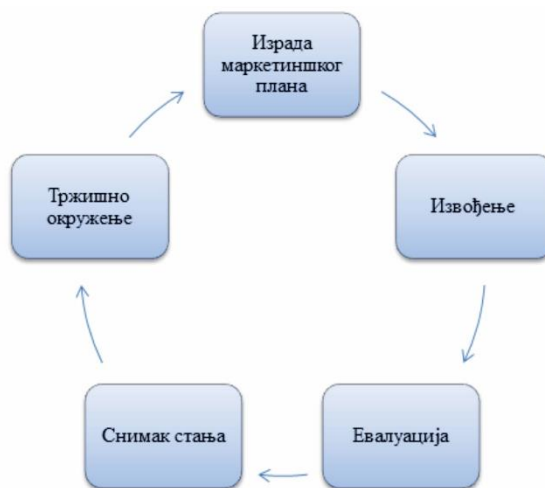 Израда
маркетиншког
плана
Извођење
Евалуација
Снимак стања
Тржишно
окружење